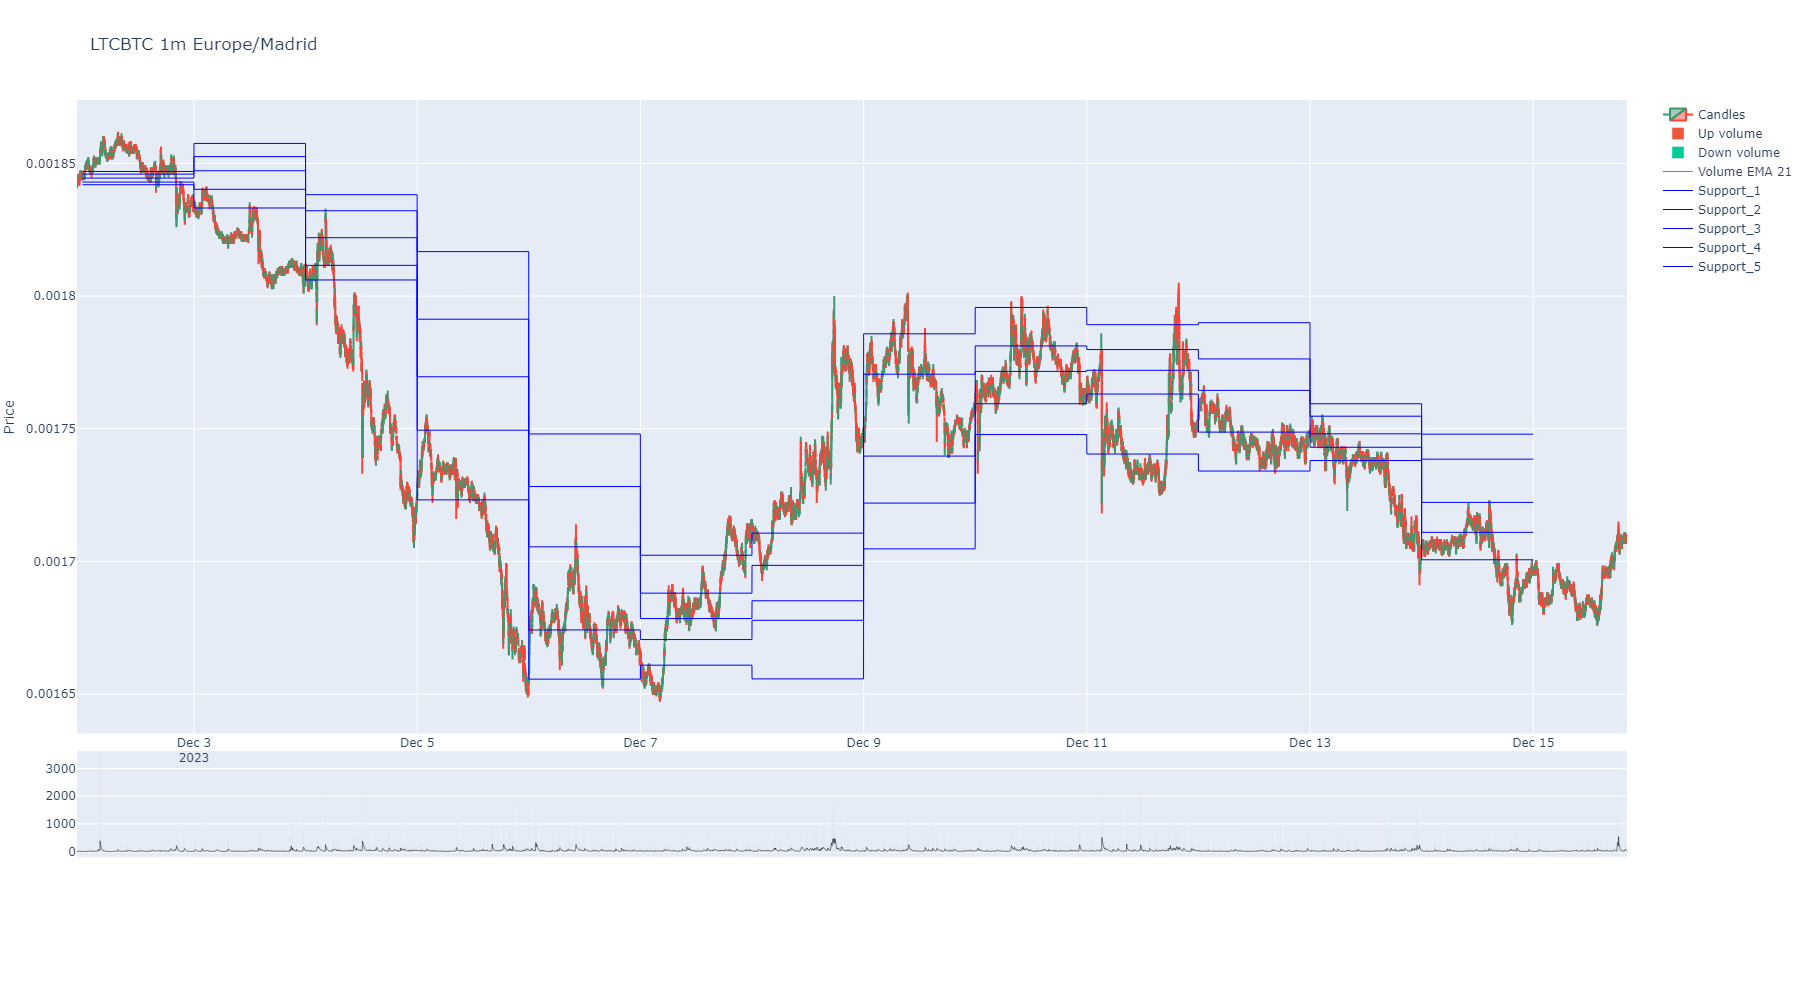 LTCBTC 1m Europe/Madrid
Candles
Up volume
Down volume
Volume EMA 21
Support_1
Support_2
Support_3
Support_4
Support_5
Price
0.00185
0.0018
0.00175
0.0017
0.00165
Dec 3
2023
Dec 5
Dec 7
Dec 9
Dec 11
Dec 13
Dec 15
3000
2000
1000
0